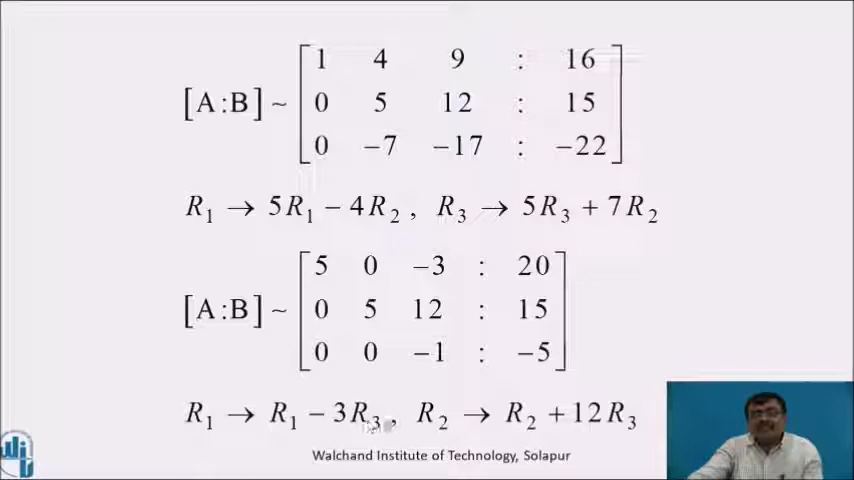 1 4 9 : 16
[A:B] ~ 0 5 12 : 15
0 −7 −17 : −22
R₁ → 5R₁ − 4R₂ , R₃ → 5R₃ + 7R₂
5 0 −3 : 20
[A:B] ~ 0 5 12 : 15
0 0 −1 : −5
R₁ → R₁ − 3R₃ , R₂ → R₂ + 12R₃
Walchand Institute of Technology, Solapur